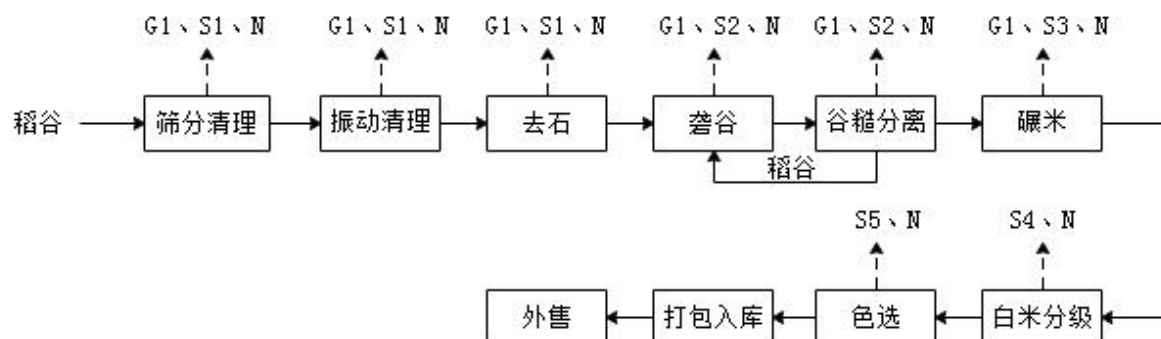 G1、S1、N
G1、S1、N
G1、S1、N
G1、S2、N
G1、S2、N
G1、S3、N
稻谷
筛分清理
振动清理
去石
砻谷
谷糙分离
碾米
稻谷
S5、N
S4、N
外售
打包入库
色选
白米分级